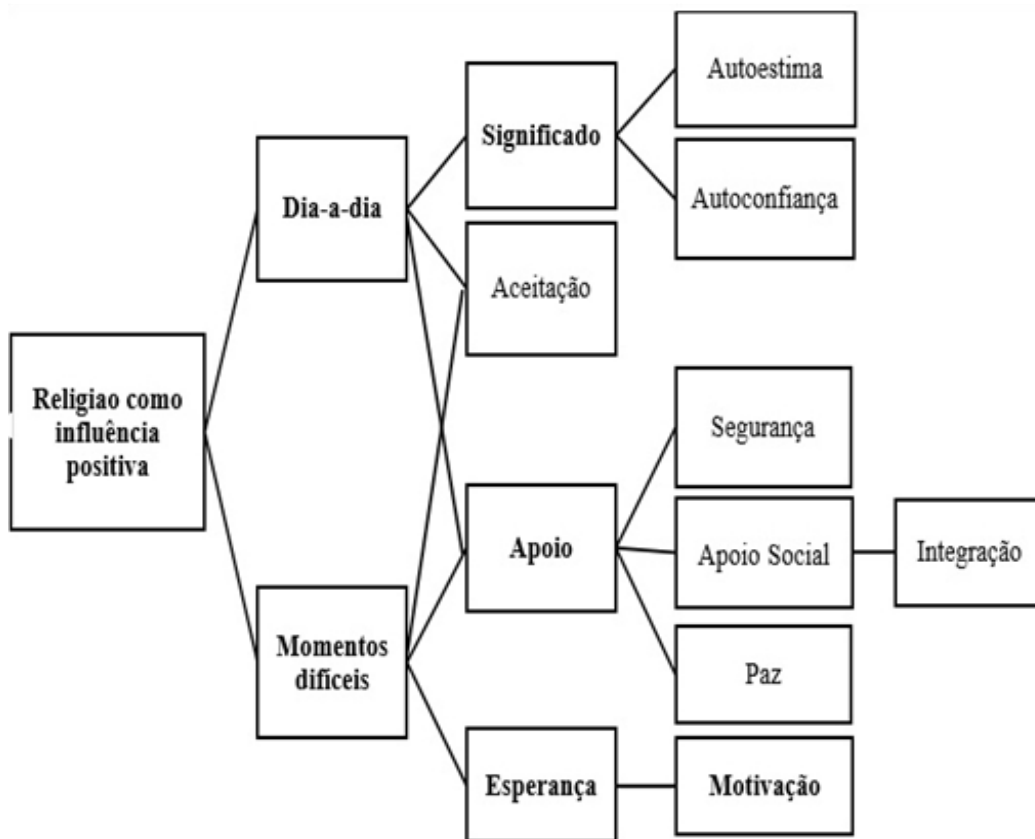 Autoestima
Significado
Autoconfiança
Dia-a-dia
Aceitação
Religiao como
influência
positiva
Segurança
Apoio
Apoio Social
Integração
Momentos
difíceis
Paz
Esperança
Motivação